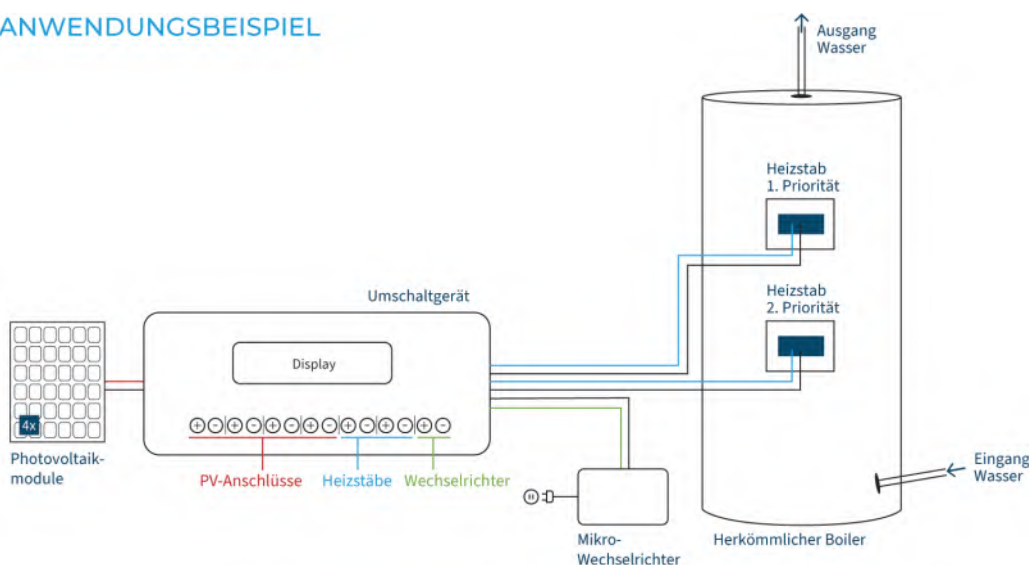 ANWENDUNGSBEISPIEL
Ausgang
Wasser
Heizstab
1. Priorität
Heizstab
2. Priorität
Umschaltgerät
Display
4x
Photovoltaik-
module
PV-Anschlüsse Heizstäbe Wechselrichter
Eingang
Wasser
Mikro-
Wechselrichter
Herkömmlicher Boiler